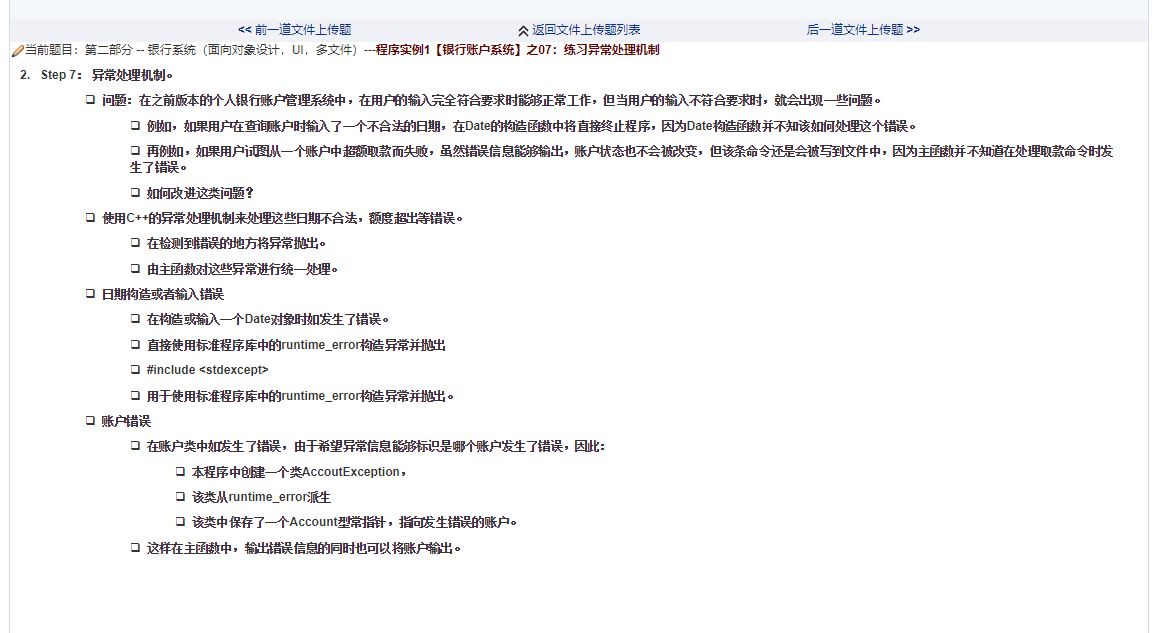 << 前一道文件上传题 返回文件上传题列表 后一道文件上传题 >>
当前题目：第二部分 -- 银行系统（面向对象设计，UI，多文件）---程序实例1【银行账户系统】之07：练习异常处理机制
2. Step 7： 异常处理机制。
❑ 问题：在之前版本的个人银行账户管理系统中，在用户的输入完全符合要求时能够正常工作，但当用户的输入不符合要求时，就会出现一些问题。
❑ 例如，如果用户在查询账户时输入了一个不合法的日期，在Date的构造函数中将直接终止程序，因为Date构造函数并不知该如何处理这个错误。
❑ 再例如，如果用户试图从一个账户中超额取款而失败，虽然错误信息能够输出，账户状态也不会被改变，但该条命令还是会被写到文件中，因为主函数并不知道在处理取款命令时发
生了错误。
❑ 如何改进这类问题？
❑ 使用C++的异常处理机制来处理这些日期不合法，额度超出等错误。
❑ 在检测到错误的地方将异常抛出。
❑ 由主函数对这些异常进行统一处理。
❑ 日期构造或者输入错误
❑ 在构造或输入一个Date对象时如发生了错误。
❑ 直接使用标准程序库中的runtime_error构造异常并抛出
❑ #include <stdexcept>
❑ 用于使用标准程序库中的runtime_error构造异常并抛出。
❑ 账户错误
❑ 在账户类中如发生了错误，由于希望异常信息能够标识是哪个账户发生了错误，因此：
❑ 本程序中创建一个类AccoutException，
❑ 该类从runtime_error派生
❑ 该类中保存了一个Account型常指针，指向发生错误的账户。
❑ 这样在主函数中，输出错误信息的同时也可以将账户输出。